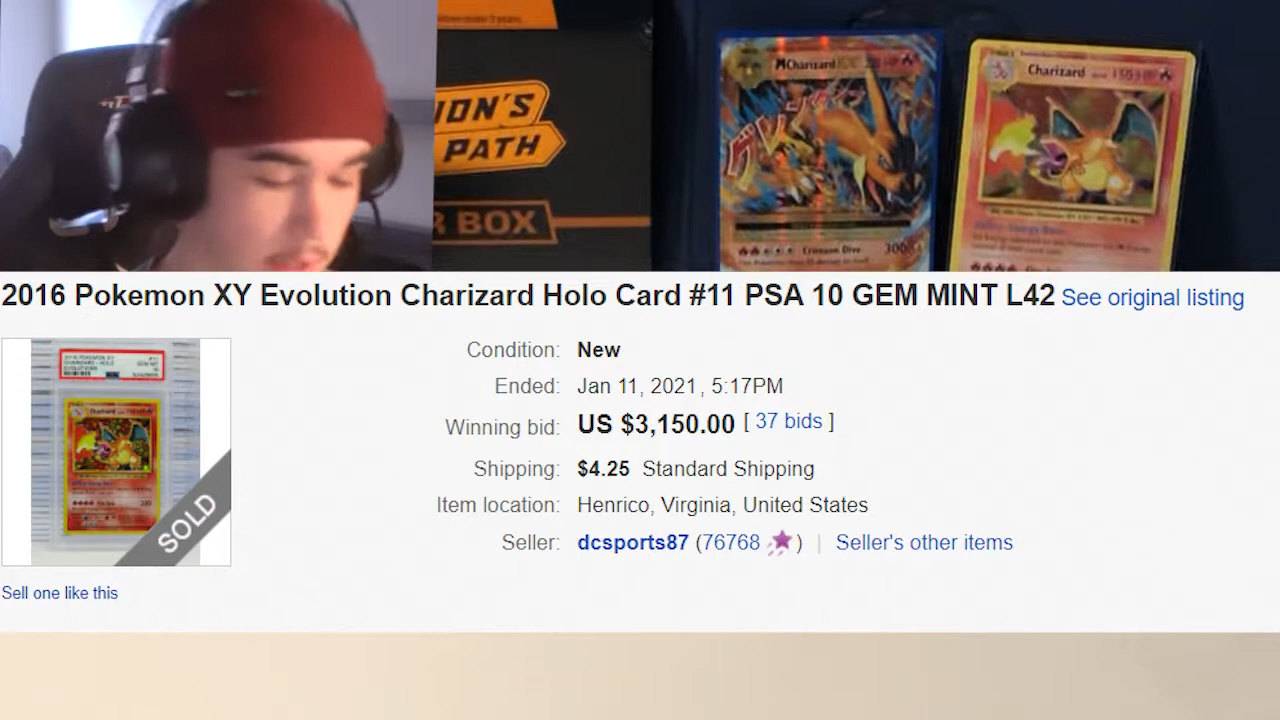 ION'S
PATH
R BOX
MCharizard
Crimson Dive 300
Charizard
2016 Pokemon XY Evolution Charizard Holo Card #11 PSA 10 GEM MINT L42 See original listing
Condition: New
Ended: Jan 11, 2021, 5:17PM
Winning bid: US $3,150.00 [ 37 bids ]
Shipping: $4.25 Standard Shipping
Item location: Henrico, Virginia, United States
Seller: dcsports87 (76768 ) | Seller's other items
Charizard
SOLD
Sell one like this